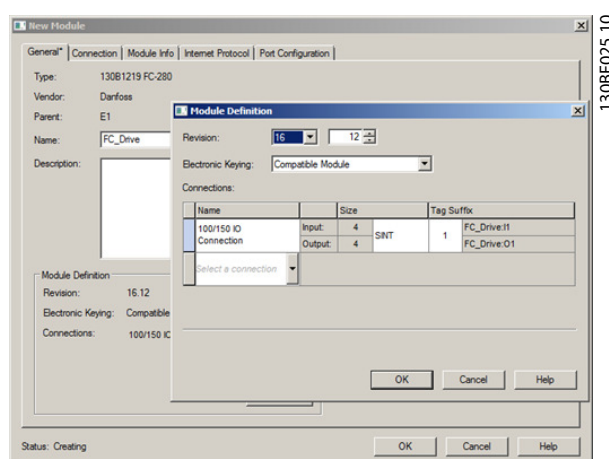 New Module
General* Connection Module Info Internet Protocol Port Configuration
Type: 130B1219 FC-280
Vendor: Danfoss
Parent: E1
Name: FC_Drive
Description:
Module Definition
Revision: 16.12
Electronic Keying: Compatible
Connections: 100/150 IO
Status: Creating
OK Cancel Help
Module Definition
Revision: 16 12
Electronic Keying: Compatible Module
Connections:
Name Size Tag Suffix
100/150 IO Connection Input: 4 SINT 1 FC_Drive:I1
Output: 4 FC_Drive:O1
Select a connection
OK Cancel Help
130BF025.10